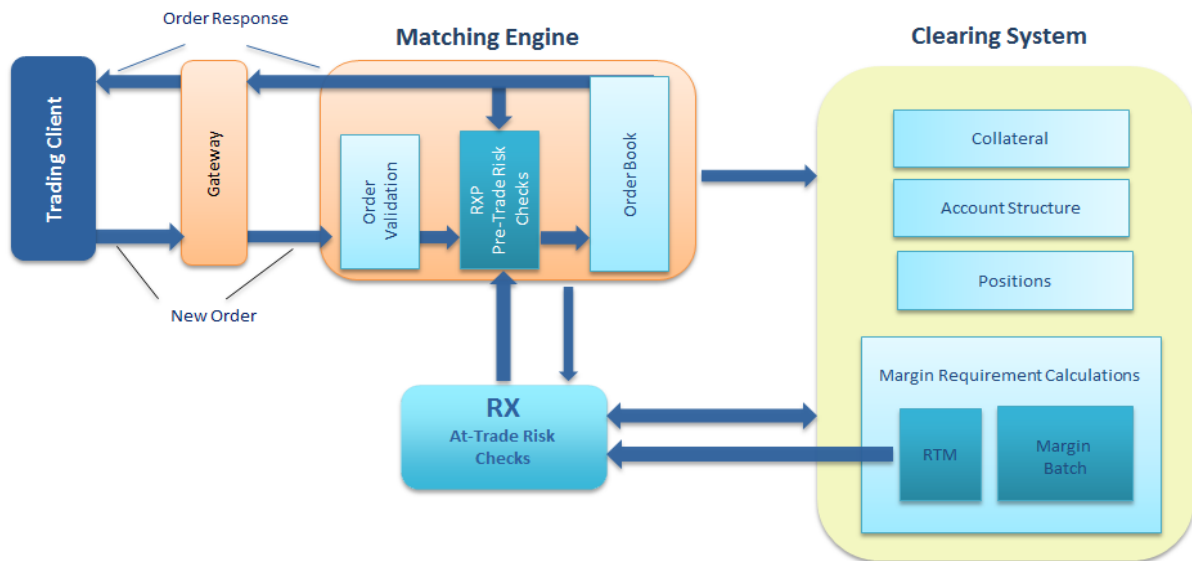 Order Response
Matching Engine
Clearing System
Trading Client
Gateway
Order
Validation
RXP
Pre-Trade Risk
Checks
Order Book
New Order
RX
At-Trade Risk
Checks
Collateral
Account Structure
Positions
Margin Requirement Calculations
RTM
Margin
Batch